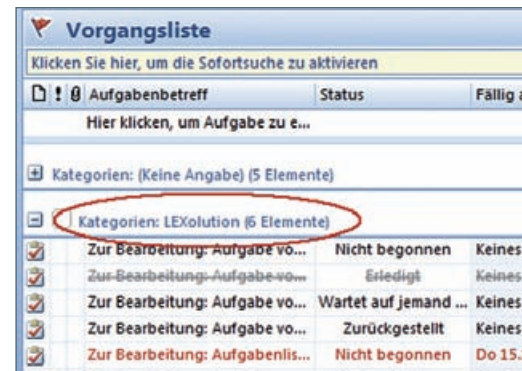 Vorgangsliste
Klicken Sie hier, um die Sofortsuche zu aktivieren
! Aufgabenbetreff Status Fällig a
Hier klicken, um Aufgabe zu e...
Kategorien: (Keine Angabe) (5 Elemente)
Kategorien: LEXolution (6 Elemente)
Zur Bearbeitung: Aufgabe vo... Nicht begonnen Keines
Zur Bearbeitung: Aufgabe vo... Erledigt Keines
Zur Bearbeitung: Aufgabe vo... Wartet auf jemand ... Keines
Zur Bearbeitung: Aufgabe vo... Zurückgestellt Keines
Zur Bearbeitung: Aufgabenlis... Nicht begonnen Do 15.